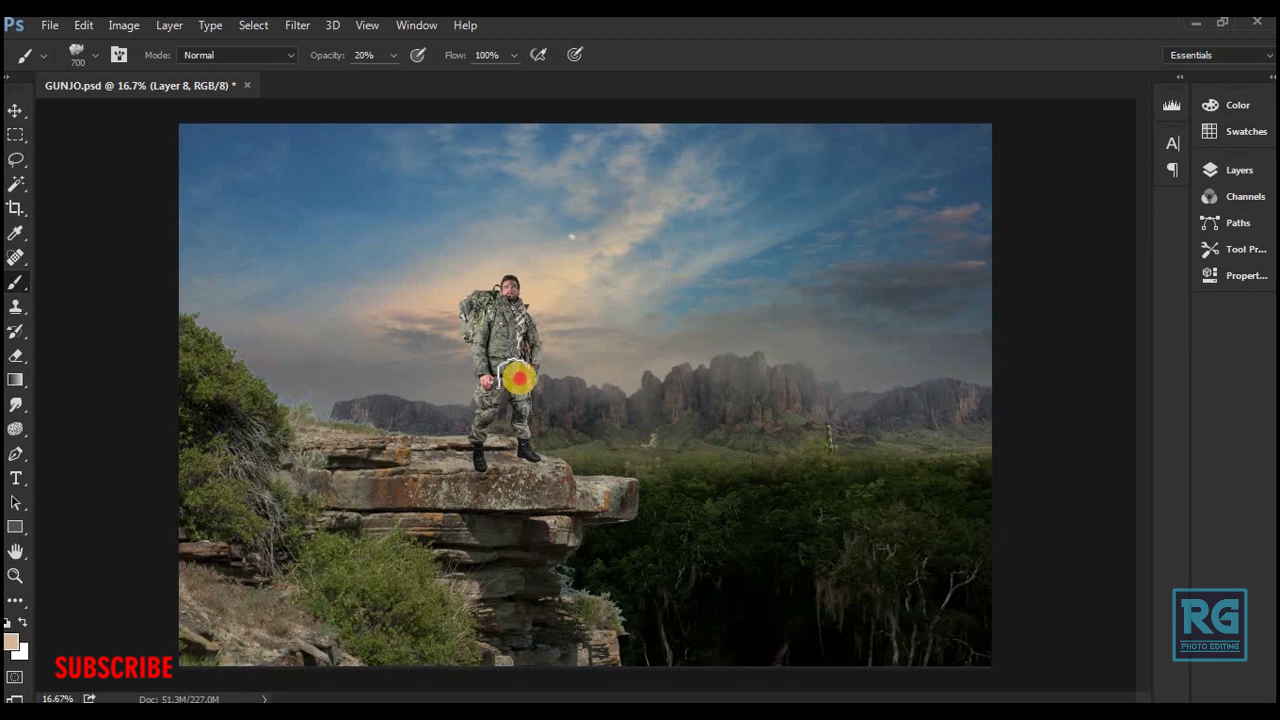 Ps File Edit Image Layer Type Select Filter 3D View Window Help
700 Mode: Normal Opacity: 20% Flow: 100% Essentials
GUNJO.psd @ 16.7% (Layer 8, RGB/8) *
Color
Swatches
Layers
Channels
Paths
Tool Pr...
Propert...
A
T
RG
PHOTO EDITING
SUBSCRIBE
16.67% Doc: 51.3M/227.0M